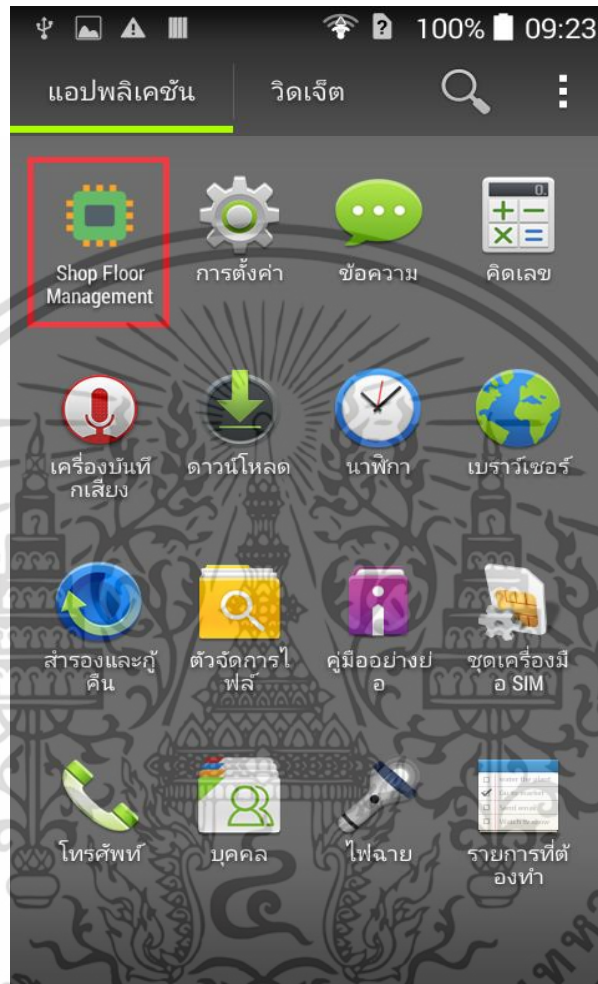 100% 09:23
แอปพลิเคชัน วิดเจ็ต
Shop Floor
Management
การตั้งค่า
ข้อความ
คิดเลข
เครื่องบันทึ
กเสียง
ดาวน์โหลด
นาฬิกา
เบราว์เซอร์
สำรองและกู้
คืน
ตัวจัดการไ
ฟล์
คู่มืออย่างย่
อ
ชุดเครื่องมื
อ SIM
โทรศัพท์
บุคคล
ไฟฉาย
รายการที่ต้
องทำ